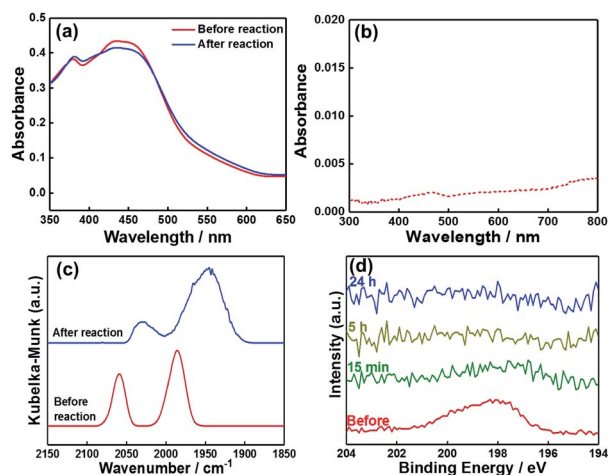 (a)
Before reaction
After reaction
Absorbance
0.5
0.4
0.3
0.2
0.1
0.0
350 400 450 500 550 600 650
Wavelength / nm
(b)
Absorbance
0.020
0.015
0.010
0.005
0.000
300 400 500 600 700 800
Wavelength / nm
(c)
Kubelka-Munk (a.u.)
After reaction
Before
reaction
2150 2100 2050 2000 1950 1900 1850
Wavenumber / cm-1
(d)
Intensity (a.u.)
24 h
5 h
15 min
Before
204 202 200 198 196 194
Binding Energy / eV